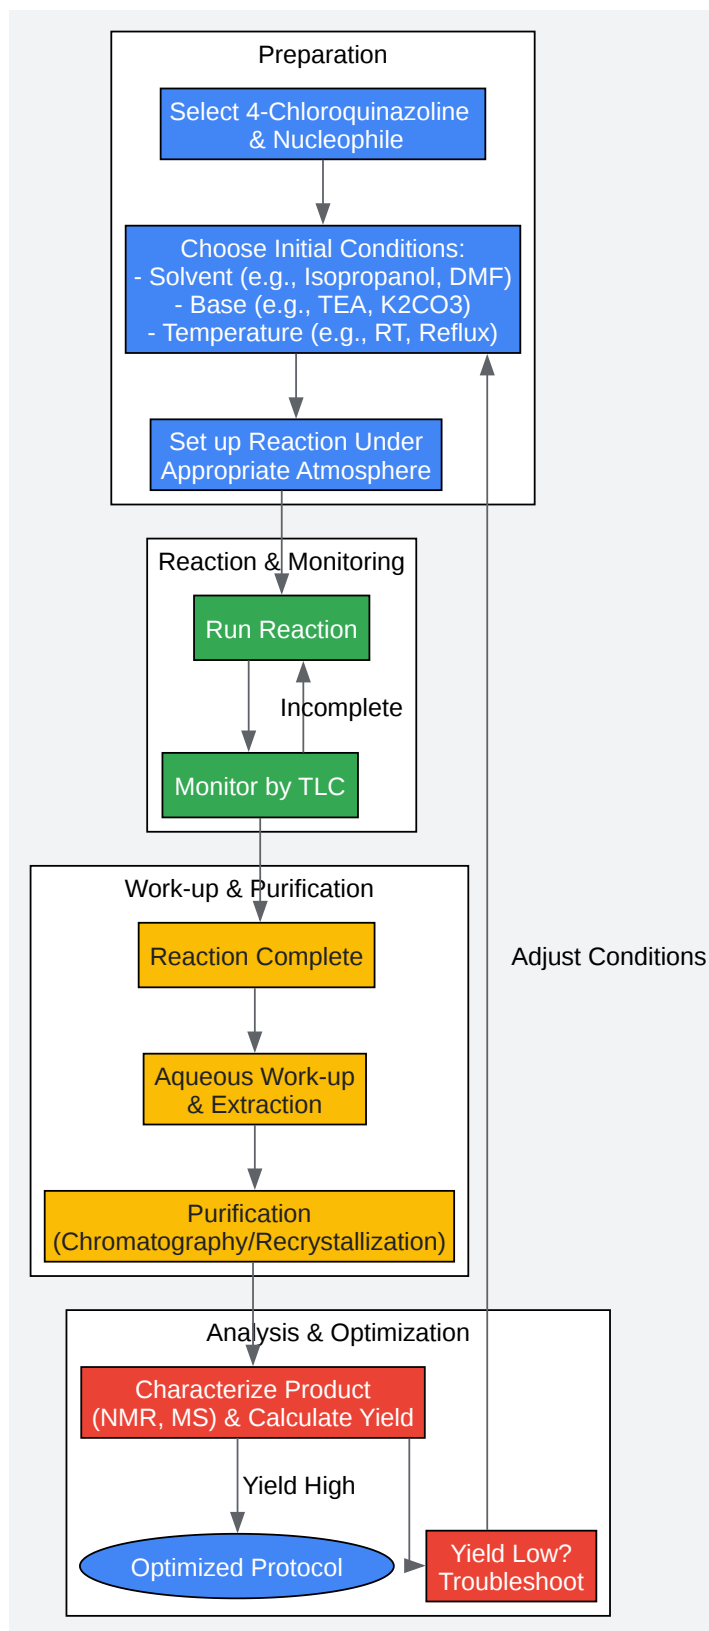 Preparation
Select 4-Chloroquinazoline
& Nucleophile
Choose Initial Conditions:
- Solvent (e.g., Isopropanol, DMF)
- Base (e.g., TEA, K2CO3)
- Temperature (e.g., RT, Reflux)
Set up Reaction Under
Appropriate Atmosphere
Reaction & Monitoring
Run Reaction
Incomplete
Monitor by TLC
Work-up & Purification
Reaction Complete
Adjust Conditions
Aqueous Work-up
& Extraction
Purification
(Chromatography/Recrystallization)
Analysis & Optimization
Characterize Product
(NMR, MS) & Calculate Yield
Yield High
Optimized Protocol
Yield Low?
Troubleshoot